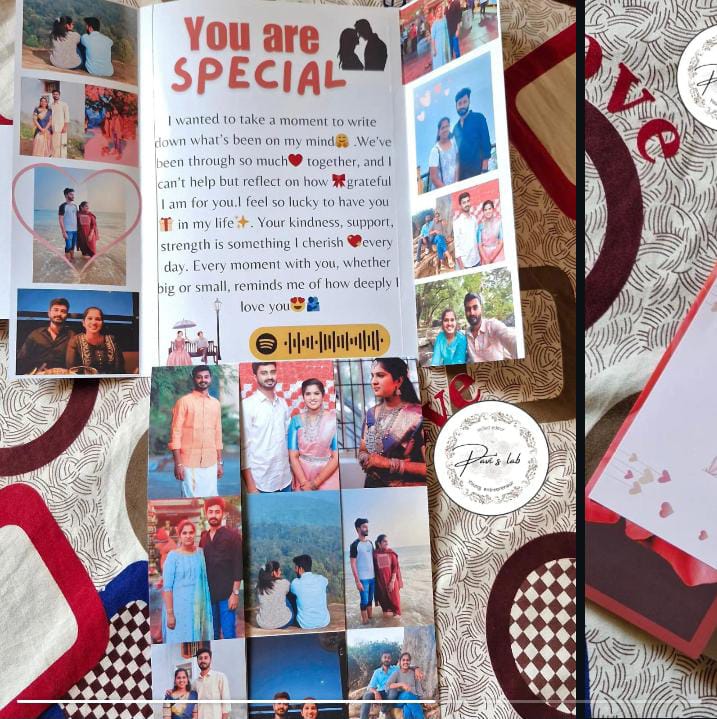 You are
SPECIAL
I wanted to take a moment to write
down what's been on my mind🤗 .We've
been through so much❤️ together, and I
can't help but reflect on how 🎀grateful
I am for you.I feel so lucky to have you
🎁 in my life✨. Your kindness, support,
strength is something I cherish 💝every
day. Every moment with you, whether
big or small, reminds me of how deeply I
love you😍🫂
ve
Pavi's lab
young entrepreneur
ove